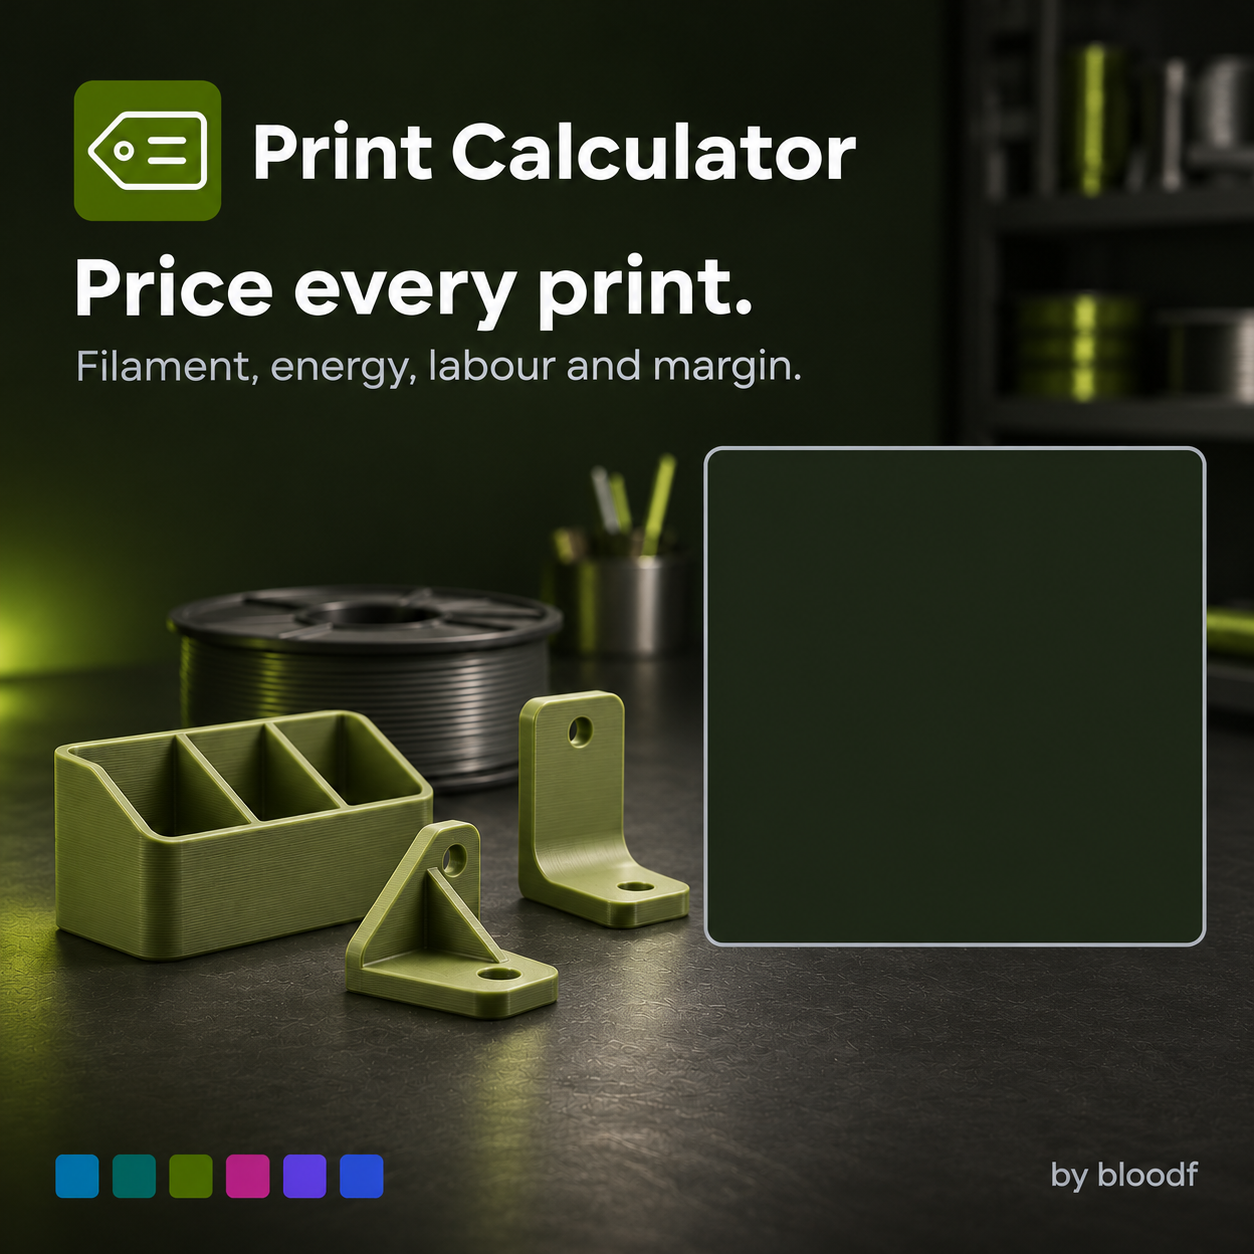 Print Calculator
Price every print.
Filament, energy, labour and margin.
by bloodf